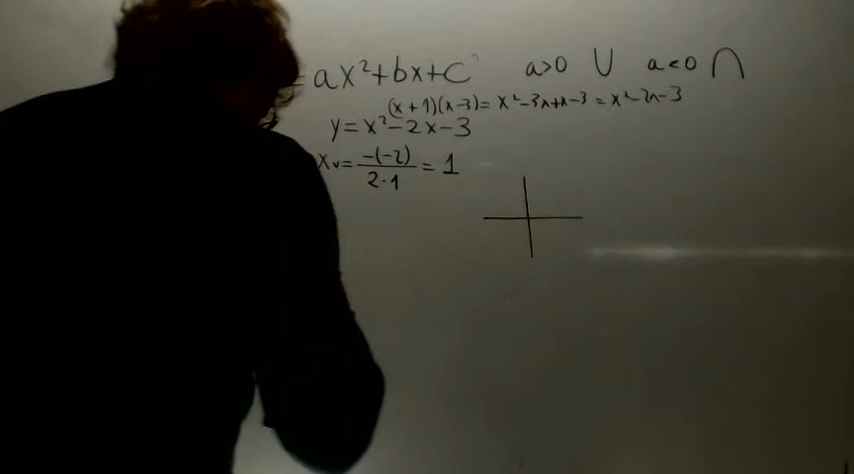 = ax²+bx+c a>0 ∪ a<0 ∩
(x+1)(x-3)= x²-3x+x-3 = x²-2x-3
y=x²-2x-3
Xv= -(-2)/2·1 = 1